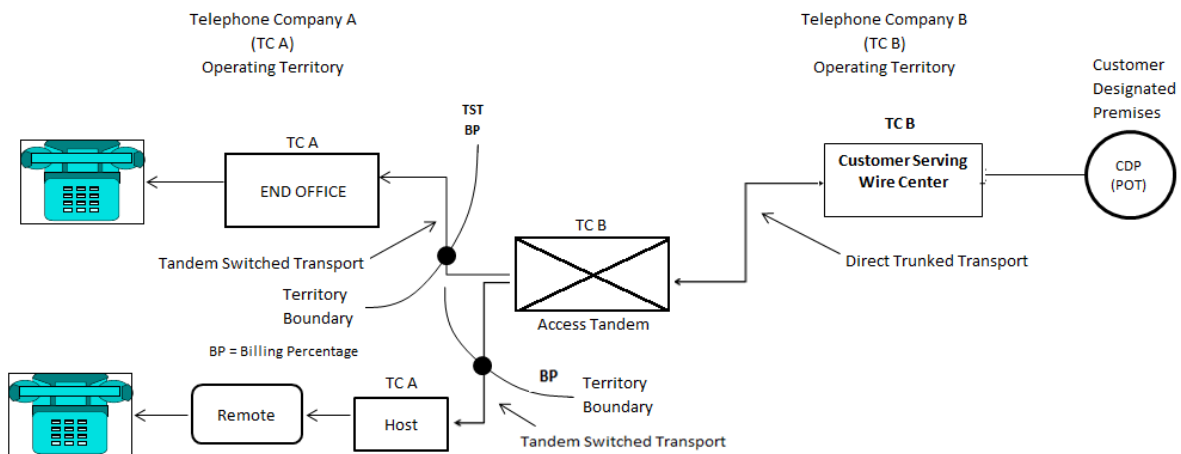 Telephone Company A
(TC A)
Operating Territory
Telephone Company B
(TC B)
Operating Territory
Customer
Designated
Premises
TST
BP
TC A
END OFFICE
TC B
Customer Serving
Wire Center
CDP
(POT)
TC B
Access Tandem
Tandem Switched Transport
Direct Trunked Transport
Territory
Boundary
BP = Billing Percentage
BP
Territory
Boundary
TC A
Host
Remote
Tandem Switched Transport